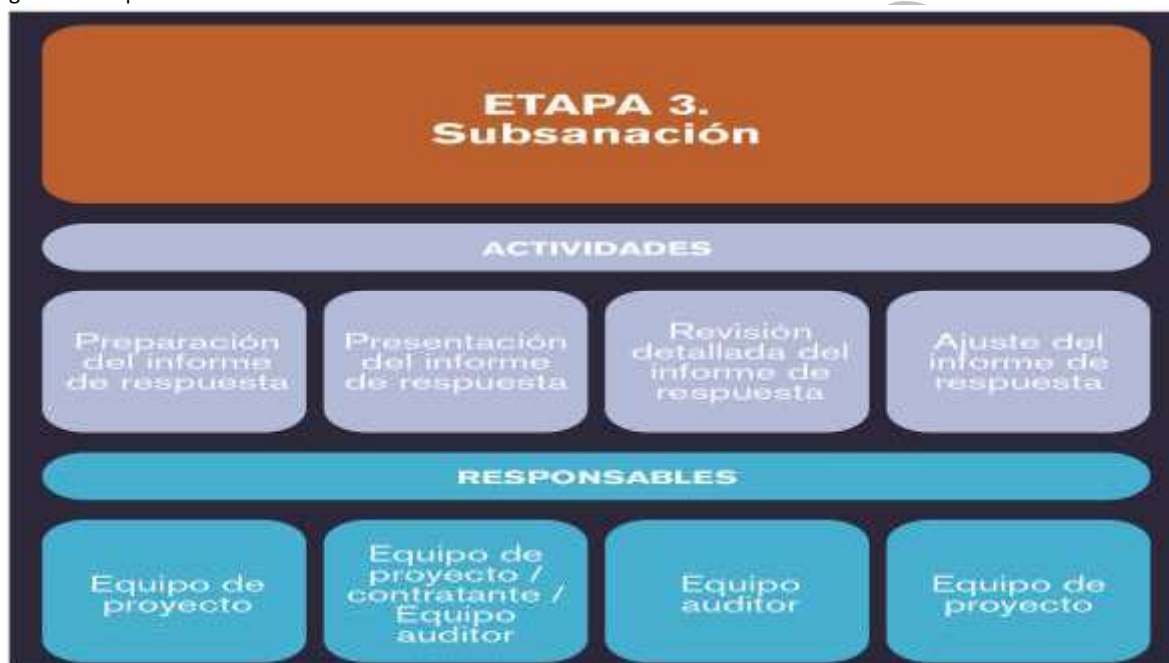 ETAPA 3.
Subsanación
ACTIVIDADES
Preparación
del informe
de respuesta
Presentación
del informe
de respuesta
Revisión
detallada del
informe de
respuesta
Ajuste del
informe de
respuesta
RESPONSABLES
Equipo de
proyecto
Equipo de
proyecto /
contratante /
Equipo
auditor
Equipo
auditor
Equipo de
proyecto